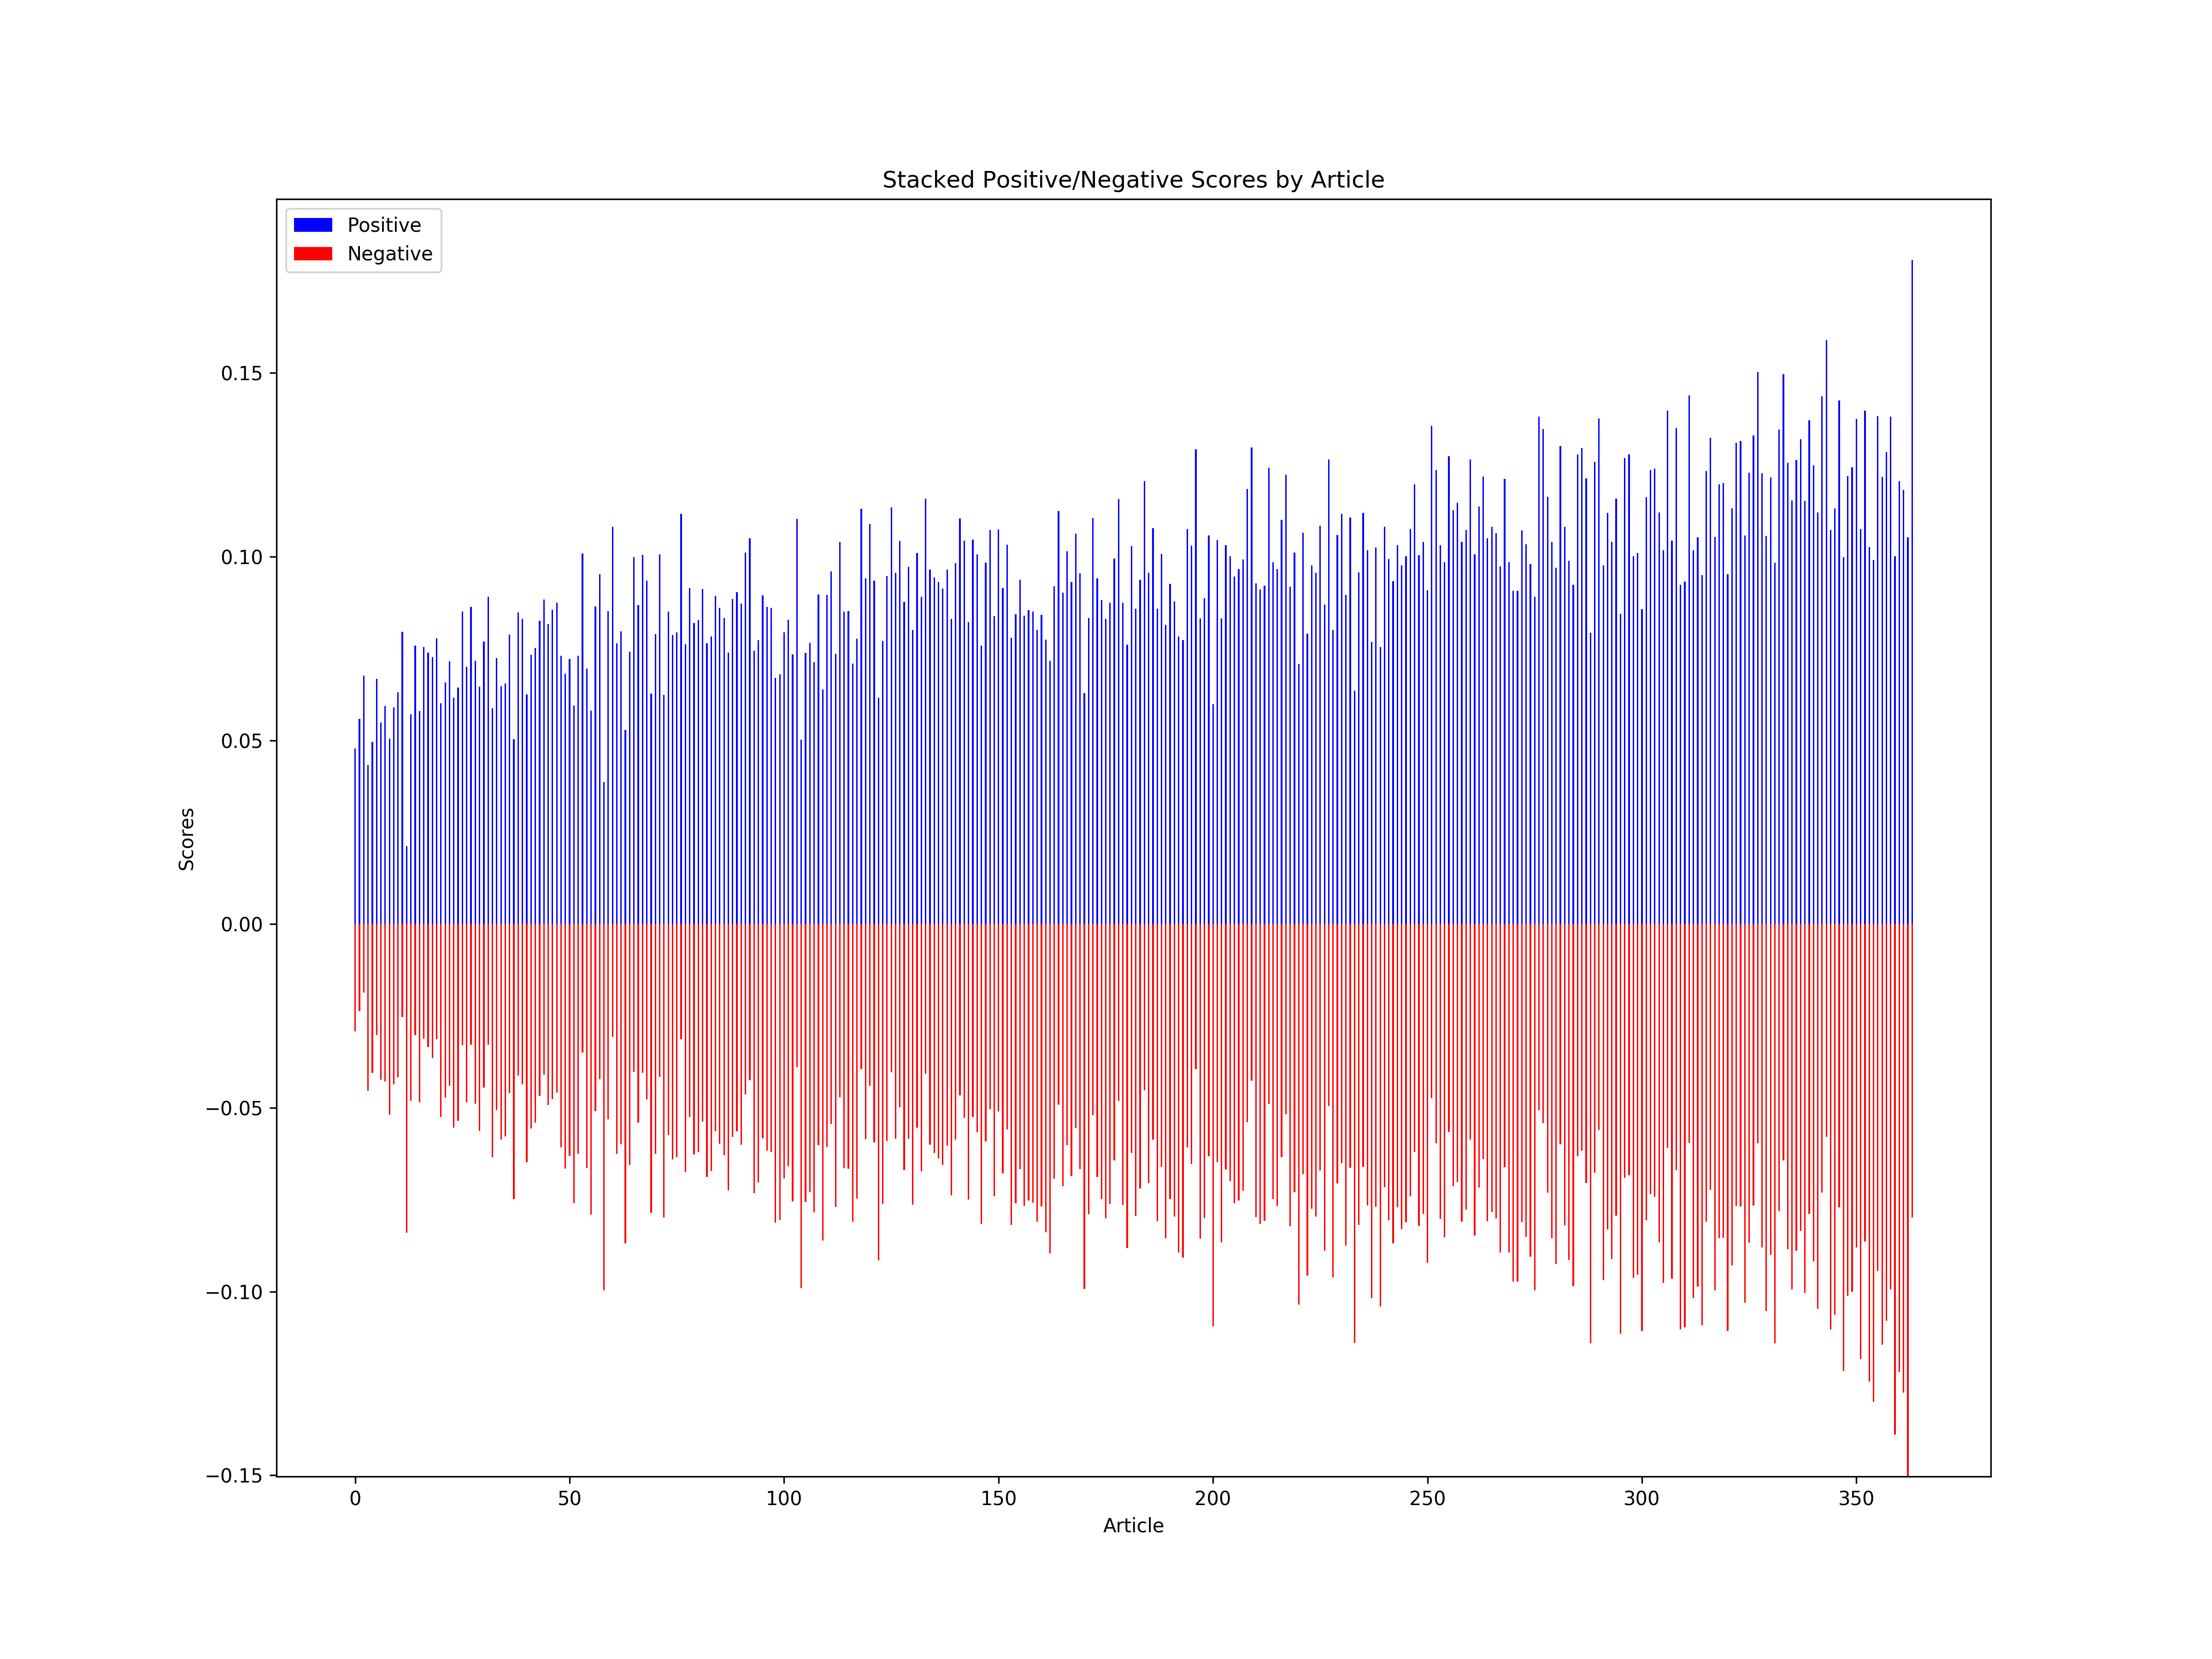 Stacked Positive/Negative Scores by Article
Positive
Negative
0.15
0.10
0.05
0.00
−0.05
−0.10
−0.15
Scores
0 50 100 150 200 250 300 350
Article